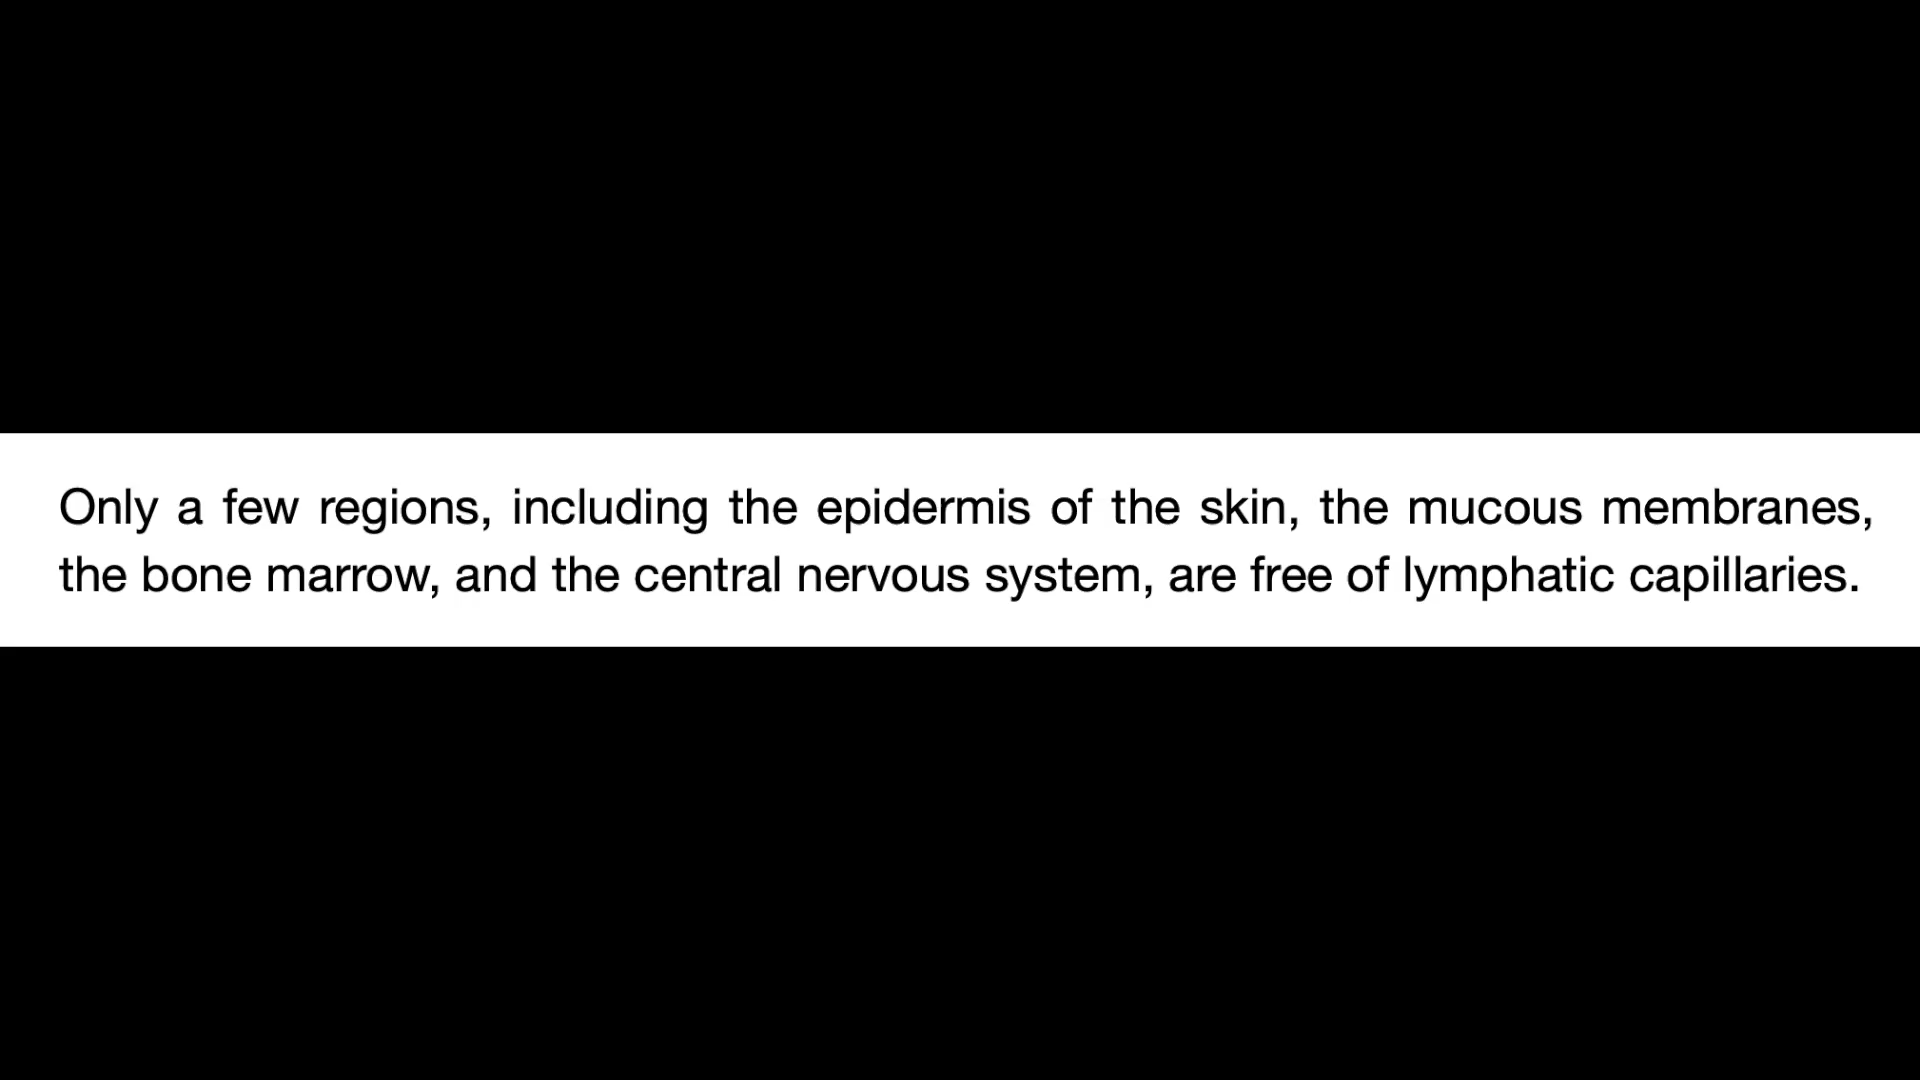 Only a few regions, including the epidermis of the skin, the mucous membranes,
the bone marrow, and the central nervous system, are free of lymphatic capillaries.